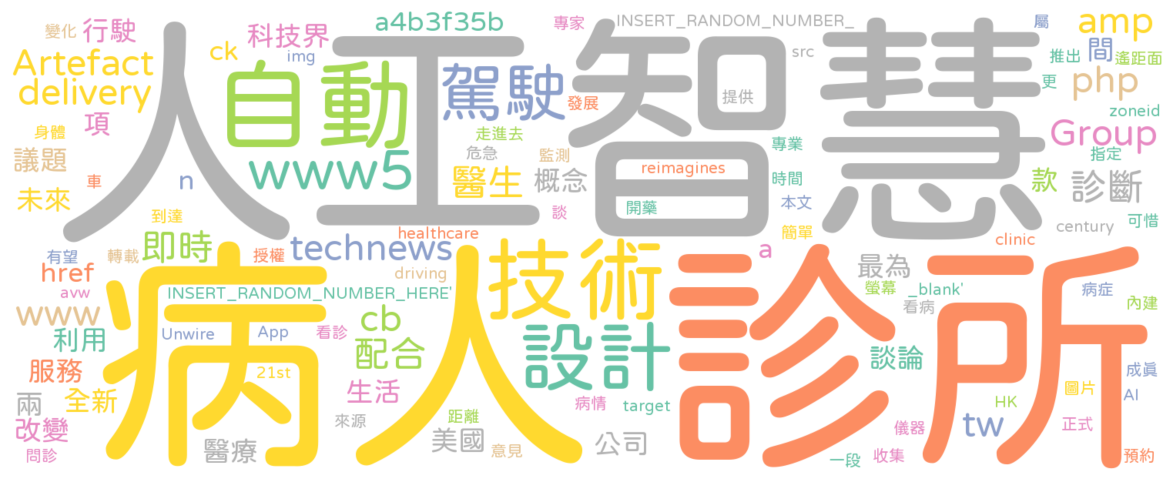 變化 行駛 ck 科技界 a4b3f35b 專家 INSERT_RANDOM_NUMBER_ 屬 amp
img src 推出 間 遙距面
Artefact
delivery 人工智慧
自動 駕駛 發展 提供 更 php
zoneid
身體 項 走進去 專業 Group
議題 車 n www5 危急 監測 reimagines 指定
醫生 概念 時間 款 診斷
未來 到達 談 開藥 本文 可惜
有望 轉載 即時 授權 healthcare 簡單 clinic century
technews a
href driving 技術 最為
avw INSERT_RANDOM_NUMBER_HERE' 螢幕 _blank' 病症
www 病人 診所 看病 內建
利用 Unwire App 看診 cb 設計
配合 談論
服務 21st 成真
兩 全新 生活 病情 target 圖片 AI
改變 來源 距離 HK
tw 正式
問診 醫療 美國 意見 公司 儀器
一段 收集 預約